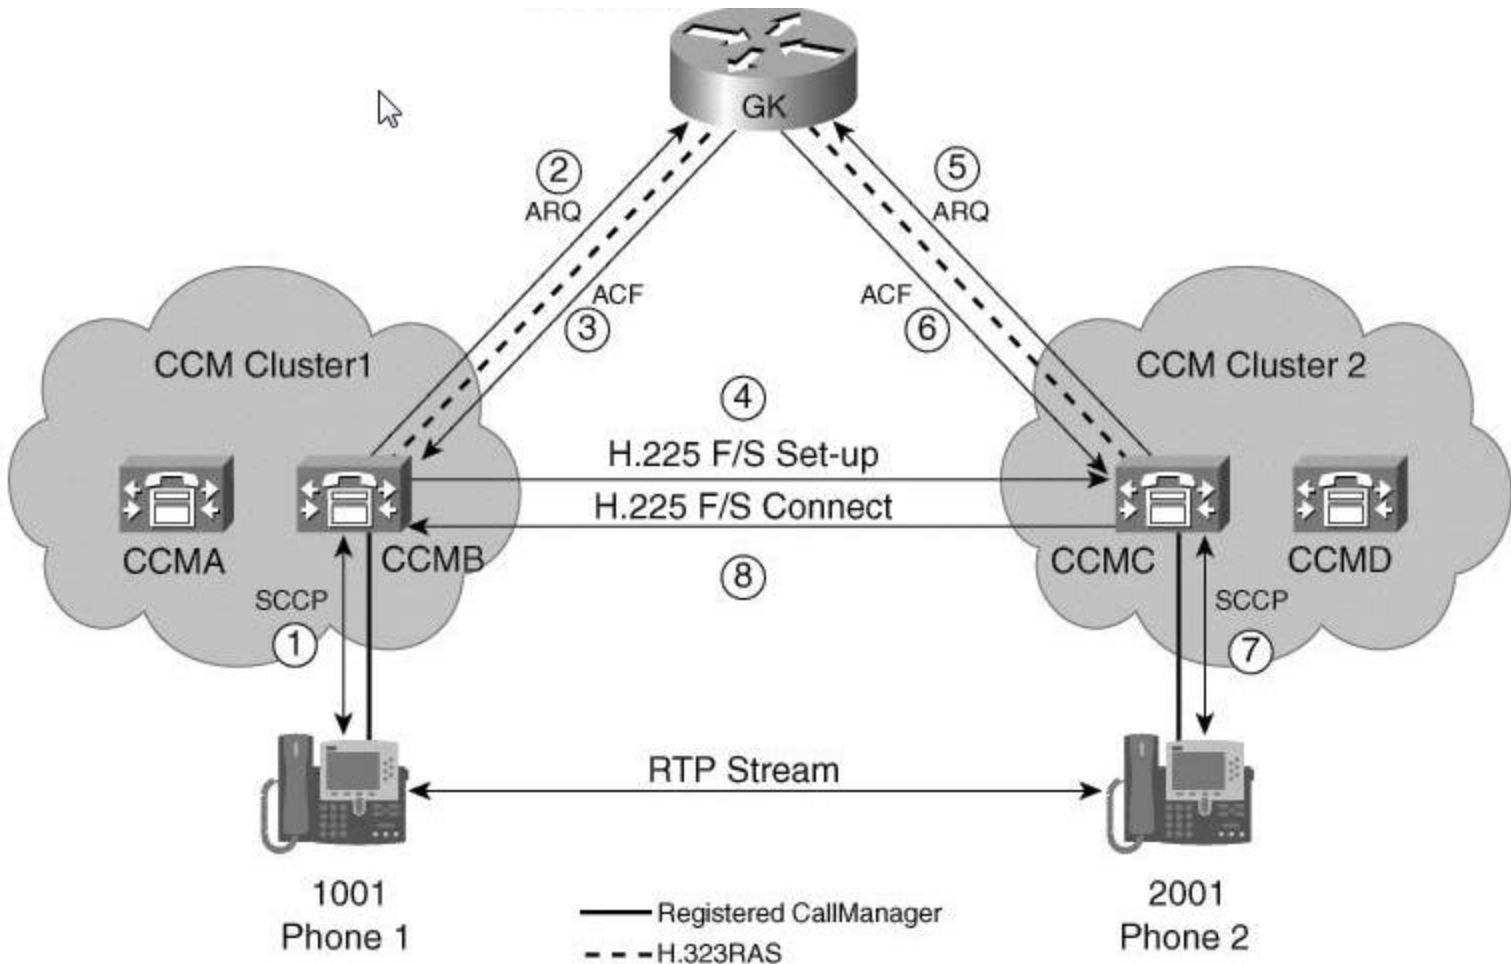 GK
2
ARQ
5
ARQ
ACF
3
ACF
6
CCM Cluster1
CCM Cluster 2
4
H.225 F/S Set-up
H.225 F/S Connect
8
CCMA
CCMB
CCMC
CCMD
SCCP
1
SCCP
7
RTP Stream
1001
Phone 1
2001
Phone 2
Registered CallManager
H.323RAS